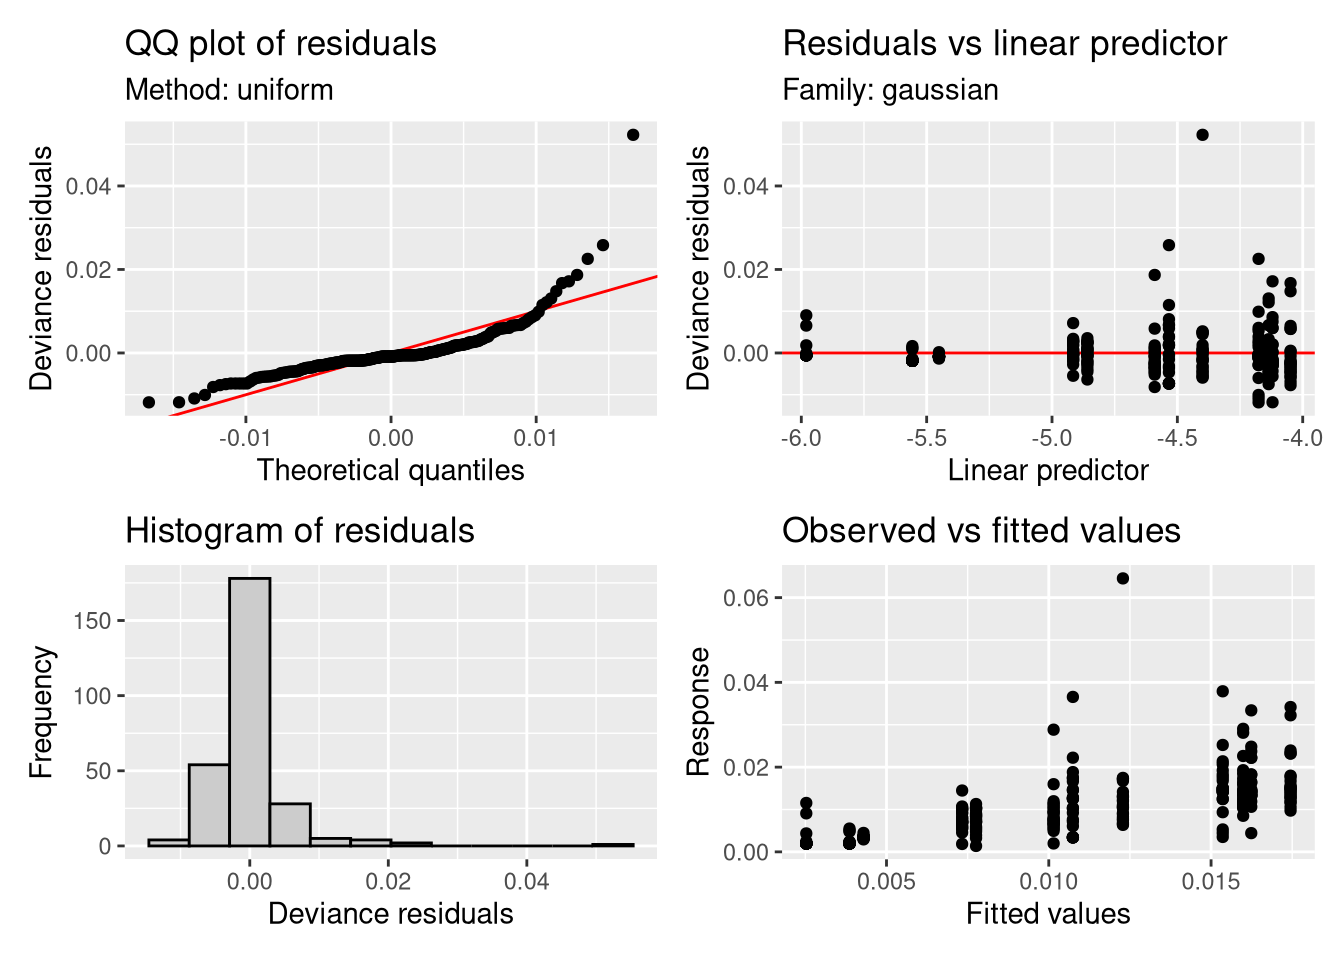 QQ plot of residuals
Method: uniform
Deviance residuals
0.04
0.02
0.00
-0.01
0.00
0.01
Theoretical quantiles
Residuals vs linear predictor
Family: gaussian
Deviance residuals
0.04
0.02
0.00
-6.0
-5.5
-5.0
-4.5
-4.0
Linear predictor
Histogram of residuals
Frequency
150
100
50
0
0.00
0.02
0.04
Deviance residuals
Observed vs fitted values
Response
0.06
0.04
0.02
0.00
0.005
0.010
0.015
Fitted values